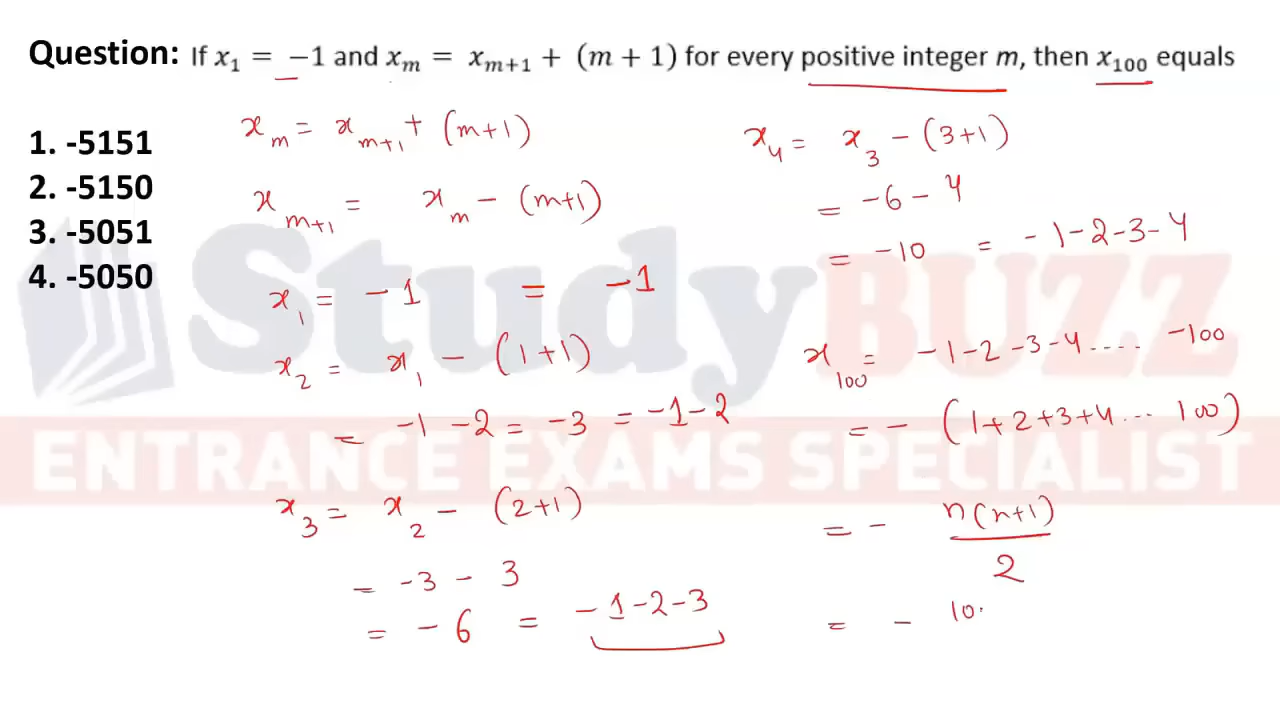 Question: If x₁ = −1 and xₘ = xₘ₊₁ + (m + 1) for every positive integer m, then x₁₀₀ equals
1. -5151
2. -5150
3. -5051
4. -5050
xₘ = xₘ₊₁ + (m+1)
xₘ₊₁ = xₘ − (m+1)
x₁ = −1 = −1
x₂ = x₁ − (1+1)
= −1 −2 = −3 = −1−2
x₃ = x₂ − (2+1)
= −3 − 3
= −6 = −1−2−3
x₄ = x₃ − (3+1)
= −6 − 4
= −10 = −1−2−3−4
x₁₀₀ = −1−2−3−4.... −100
= − (1+2+3+4... 100)
= − n(n+1)/2
= − 10
StudyBUZZ
ENTRANCE EXAMS SPECIALIST